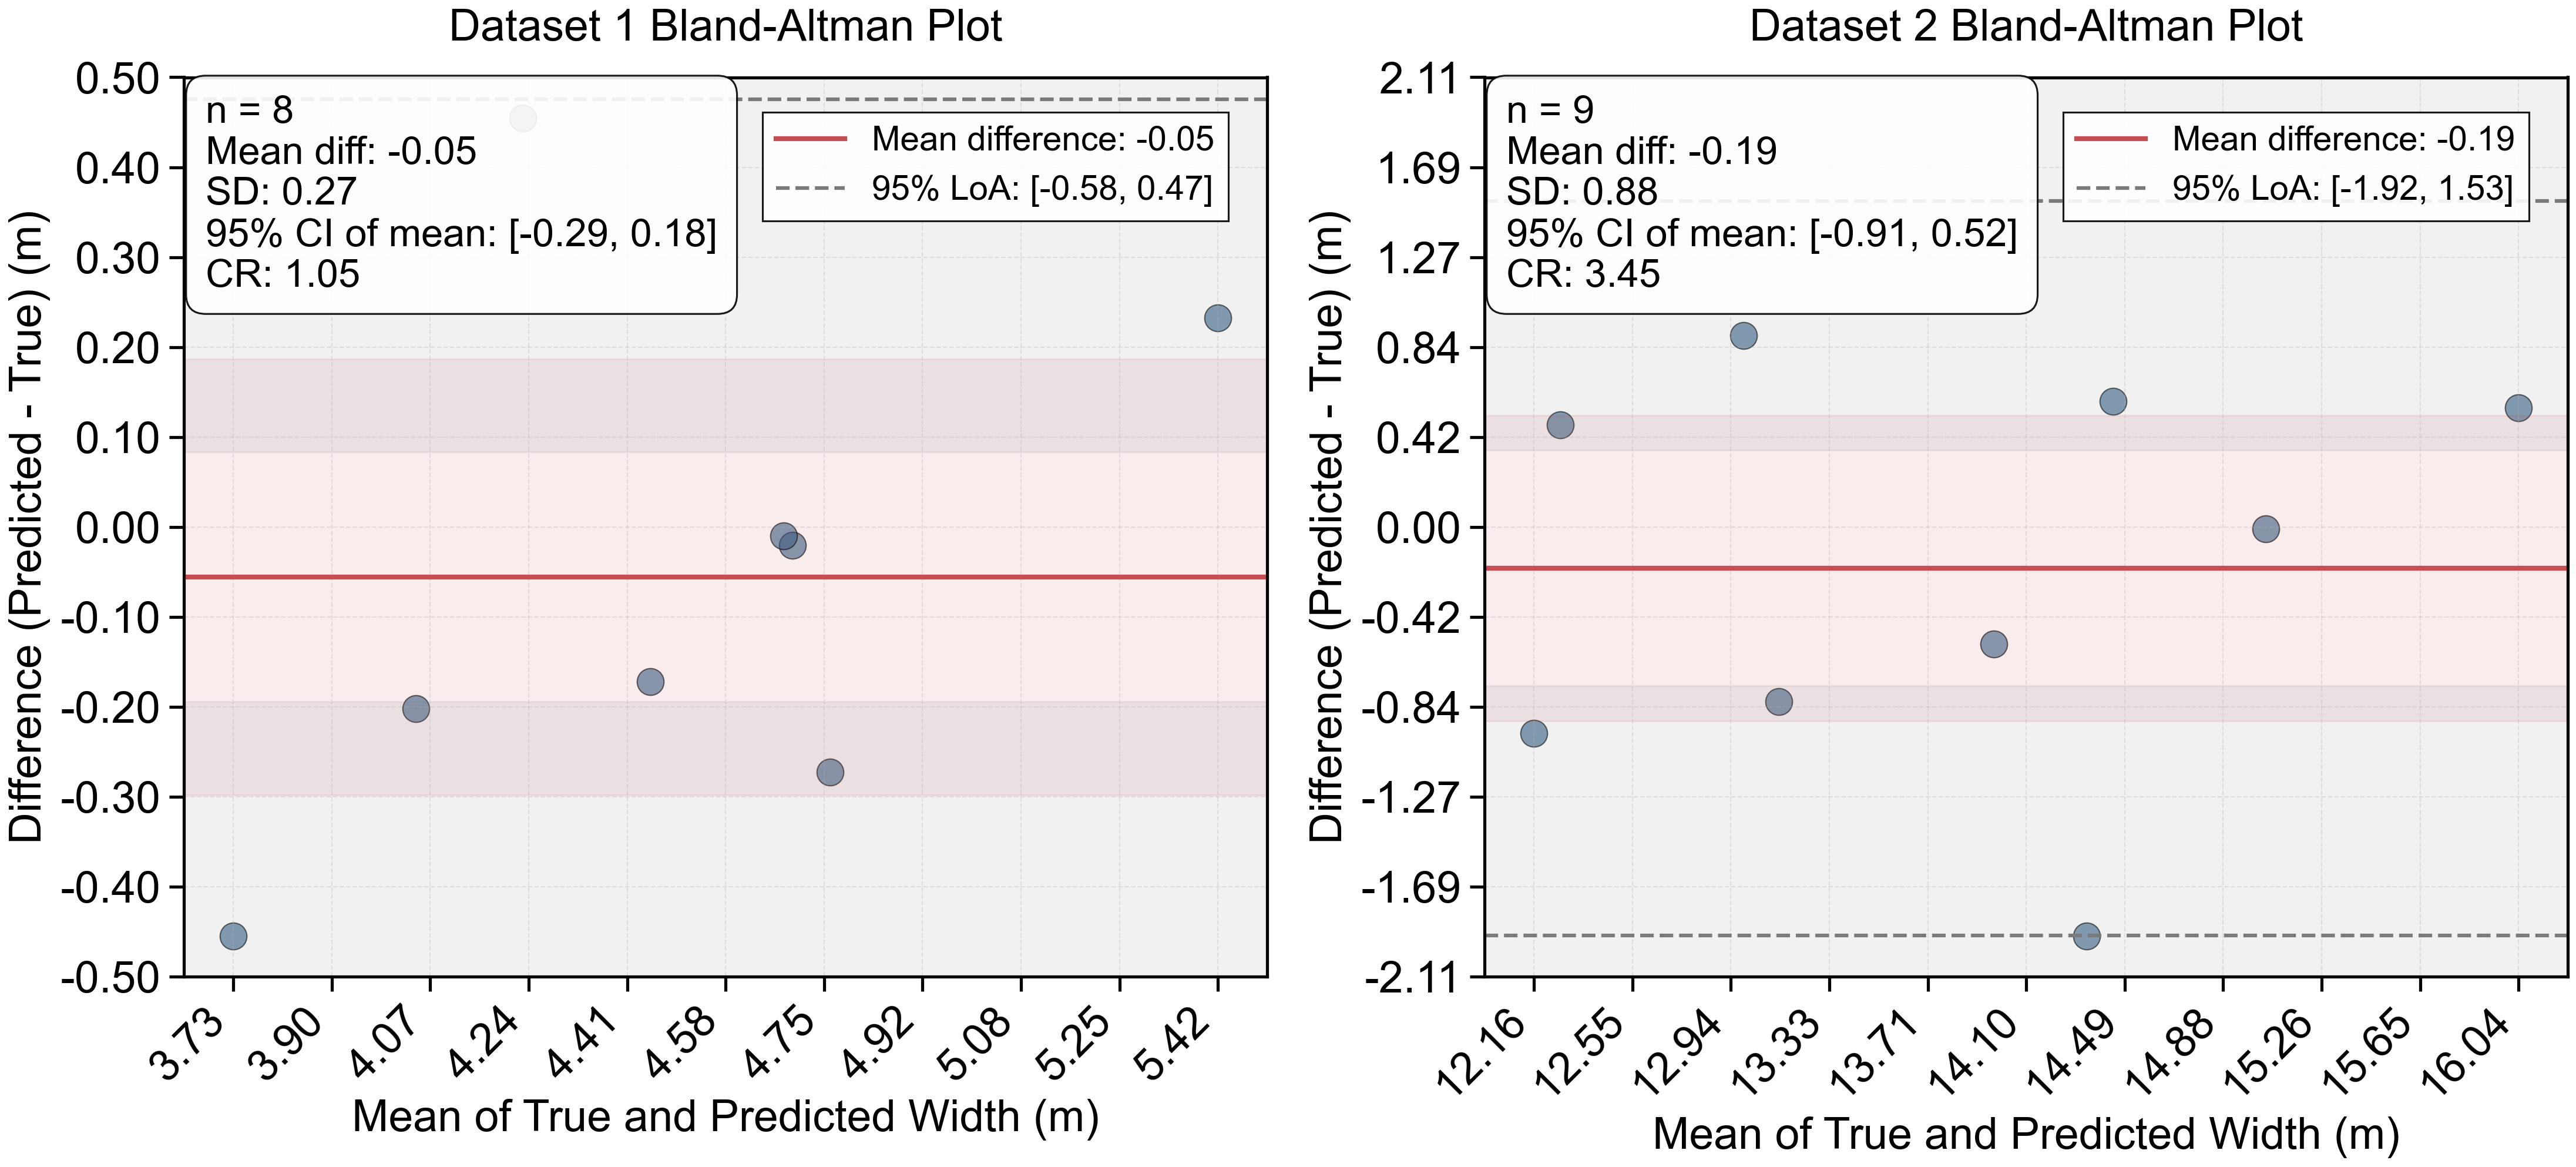 Dataset 1 Bland-Altman Plot
n = 8
Mean diff: -0.05
SD: 0.27
95% CI of mean: [-0.29, 0.18]
CR: 1.05
Mean difference: -0.05
95% LoA: [-0.58, 0.47]
Difference (Predicted - True) (m)
0.50
0.40
0.30
0.20
0.10
0.00
-0.10
-0.20
-0.30
-0.40
-0.50
3.73
3.90
4.07
4.24
4.41
4.58
4.75
4.92
5.08
5.25
5.42
Mean of True and Predicted Width (m)
Dataset 2 Bland-Altman Plot
n = 9
Mean diff: -0.19
SD: 0.88
95% CI of mean: [-0.91, 0.52]
CR: 3.45
Mean difference: -0.19
95% LoA: [-1.92, 1.53]
Difference (Predicted - True) (m)
2.11
1.69
1.27
0.84
0.42
0.00
-0.42
-0.84
-1.27
-1.69
-2.11
12.16
12.55
12.94
13.33
13.71
14.10
14.49
14.88
15.26
15.65
16.04
Mean of True and Predicted Width (m)